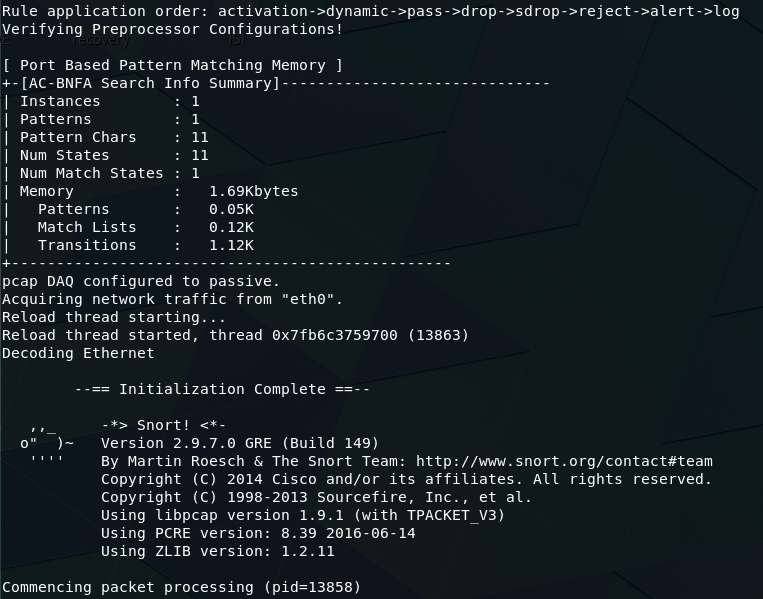 Rule application order: activation->dynamic->pass->drop->sdrop->reject->alert->log
Verifying Preprocessor Configurations!
recovery
[ Port Based Pattern Matching Memory ]
+-[AC-BNFA Search Info Summary]------------------------------
| Instances        : 1
| Patterns         : 1
| Pattern Chars    : 11
| Num States       : 11
| Num Match States : 1
| Memory           :   1.69Kbytes
|   Patterns       :   0.05K
|   Match Lists    :   0.12K
|   Transitions    :   1.12K
+-------------------------------------------------
pcap DAQ configured to passive.
Acquiring network traffic from "eth0".
Reload thread starting...
Reload thread started, thread 0x7fb6c3759700 (13863)
Decoding Ethernet
        --== Initialization Complete ==--
   ,,_     -*> Snort! <*-
  o"  )~   Version 2.9.7.0 GRE (Build 149)
   ''''    By Martin Roesch & The Snort Team: http://www.snort.org/contact#team
           Copyright (C) 2014 Cisco and/or its affiliates. All rights reserved.
           Copyright (C) 1998-2013 Sourcefire, Inc., et al.
           Using libpcap version 1.9.1 (with TPACKET_V3)
           Using PCRE version: 8.39 2016-06-14
           Using ZLIB version: 1.2.11
Commencing packet processing (pid=13858)